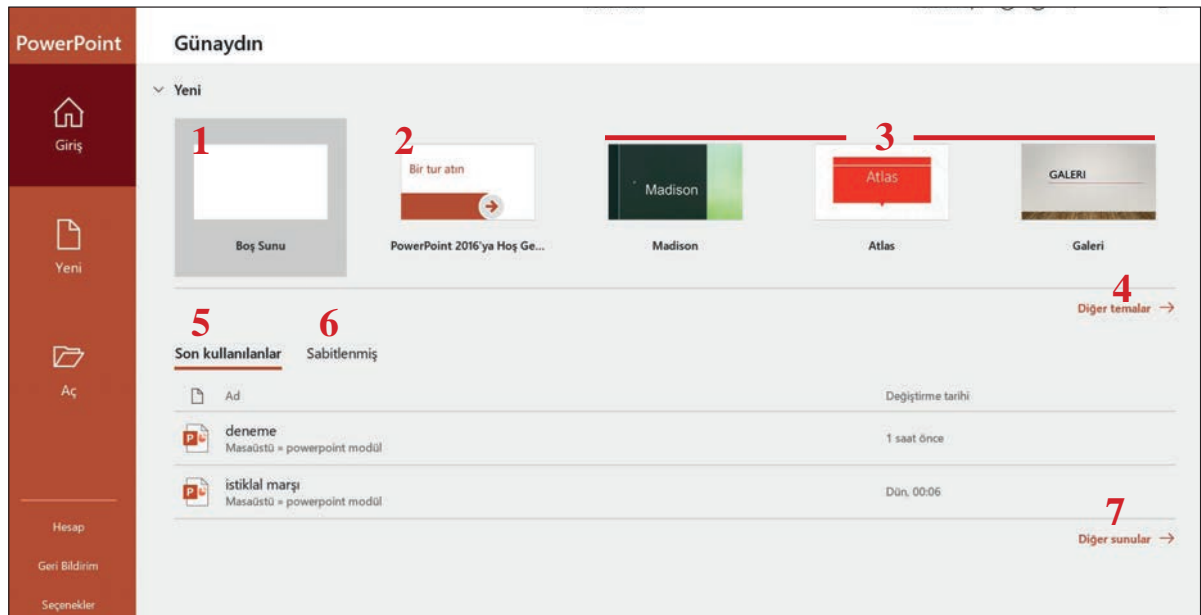 PowerPoint
Günaydın
Giriş
Yeni
Aç
Hesap
Geri Bildirim
Seçenekler
Yeni
1
2
3
Bir tur atın
Madison
Atlas
GALERI
Boş Sunu
PowerPoint 2016'ya Hoş Ge...
Madison
Atlas
Galeri
4
Diğer temalar
5
6
Son kullanılanlar
Sabitlenmiş
Ad
Değiştirme tarihi
deneme
Masaüstü » powerpoint modül
1 saat önce
istiklal marşı
Masaüstü » powerpoint modül
Dün, 00:06
7
Diğer sunular